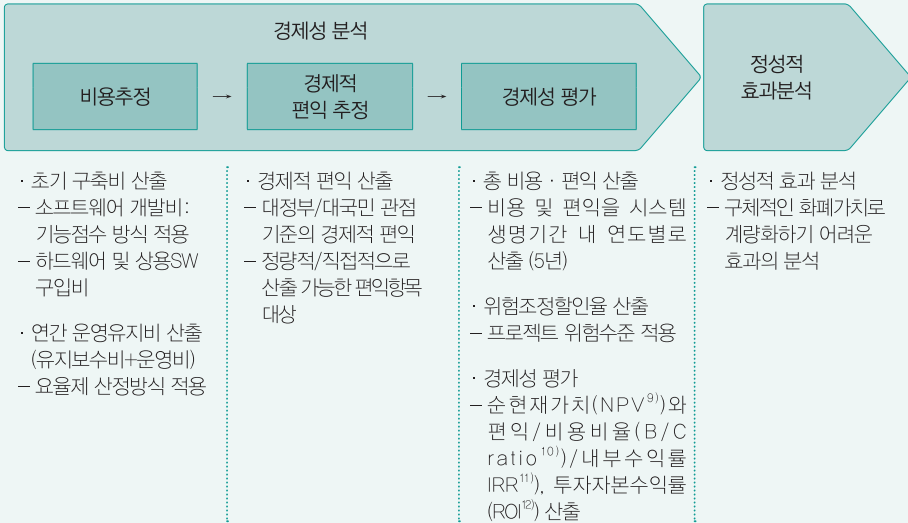 경제성 분석
비용추정
→
경제적
편익 추정
→
경제성 평가
정성적
효과분석
· 초기 구축비 산출
– 소프트웨어 개발비:
기능점수 방식 적용
– 하드웨어 및 상용SW
구입비
· 연간 운영유지비 산출
(유지보수비+운영비)
– 요율제 산정방식 적용
· 경제적 편익 산출
– 대정부/대국민 관점
기준의 경제적 편익
– 정량적/직접적으로
산출 가능한 편익항목
대상
· 총 비용 · 편익 산출
– 비용 및 편익을 시스템
생명기간 내 연도별로
산출 (5년)
· 위험조정할인율 산출
– 프로젝트 위험수준 적용
· 경제성 평가
– 순현재가치(NPV9))와
편익/비용비율(B/C
ratio10))/내부수익률
IRR11)), 투자자본수익률
(ROI12)) 산출
· 정성적 효과 분석
– 구체적인 화폐가치로
계량화하기 어려운
효과의 분석